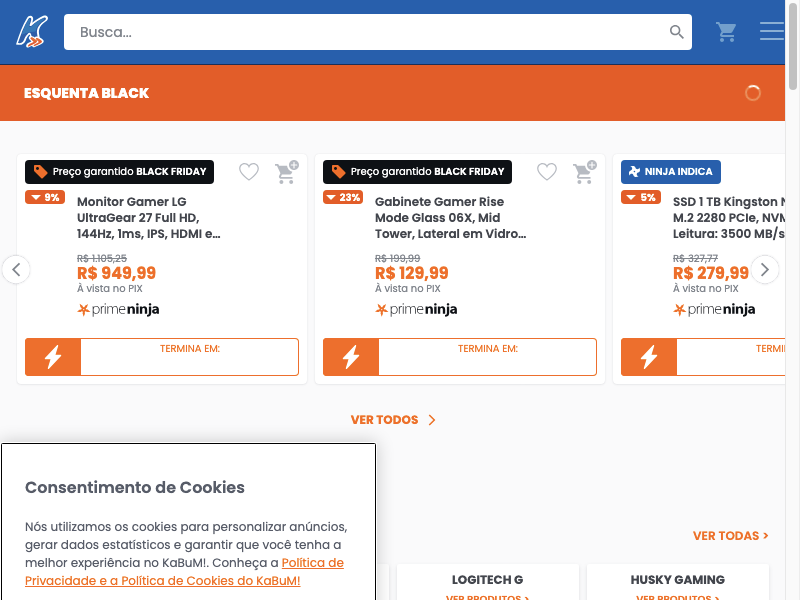 Busca...
ESQUENTA BLACK
Preço garantido BLACK FRIDAY
9%
Monitor Gamer LG
UltraGear 27 Full HD,
144Hz, 1ms, IPS, HDMI e...
R$ 1.105,25
R$ 949,99
À vista no PIX
primeninja
TERMINA EM:
Preço garantido BLACK FRIDAY
23%
Gabinete Gamer Rise
Mode Glass 06X, Mid
Tower, Lateral em Vidro...
R$ 199,99
R$ 129,99
À vista no PIX
primeninja
TERMINA EM:
NINJA INDICA
5%
SSD 1 TB Kingston N
M.2 2280 PCIe, NVM
Leitura: 3500 MB/s
R$ 327,77
R$ 279,99
À vista no PIX
primeninja
TERMI
VER TODOS
Consentimento de Cookies
Nós utilizamos os cookies para personalizar anúncios,
gerar dados estatísticos e garantir que você tenha a
melhor experiência no KaBuM!. Conheça a Política de
Privacidade e a Política de Cookies do KaBuM!
VER TODAS >
LOGITECH G
VER PRODUTOS >
HUSKY GAMING
VER PRODUTOS >